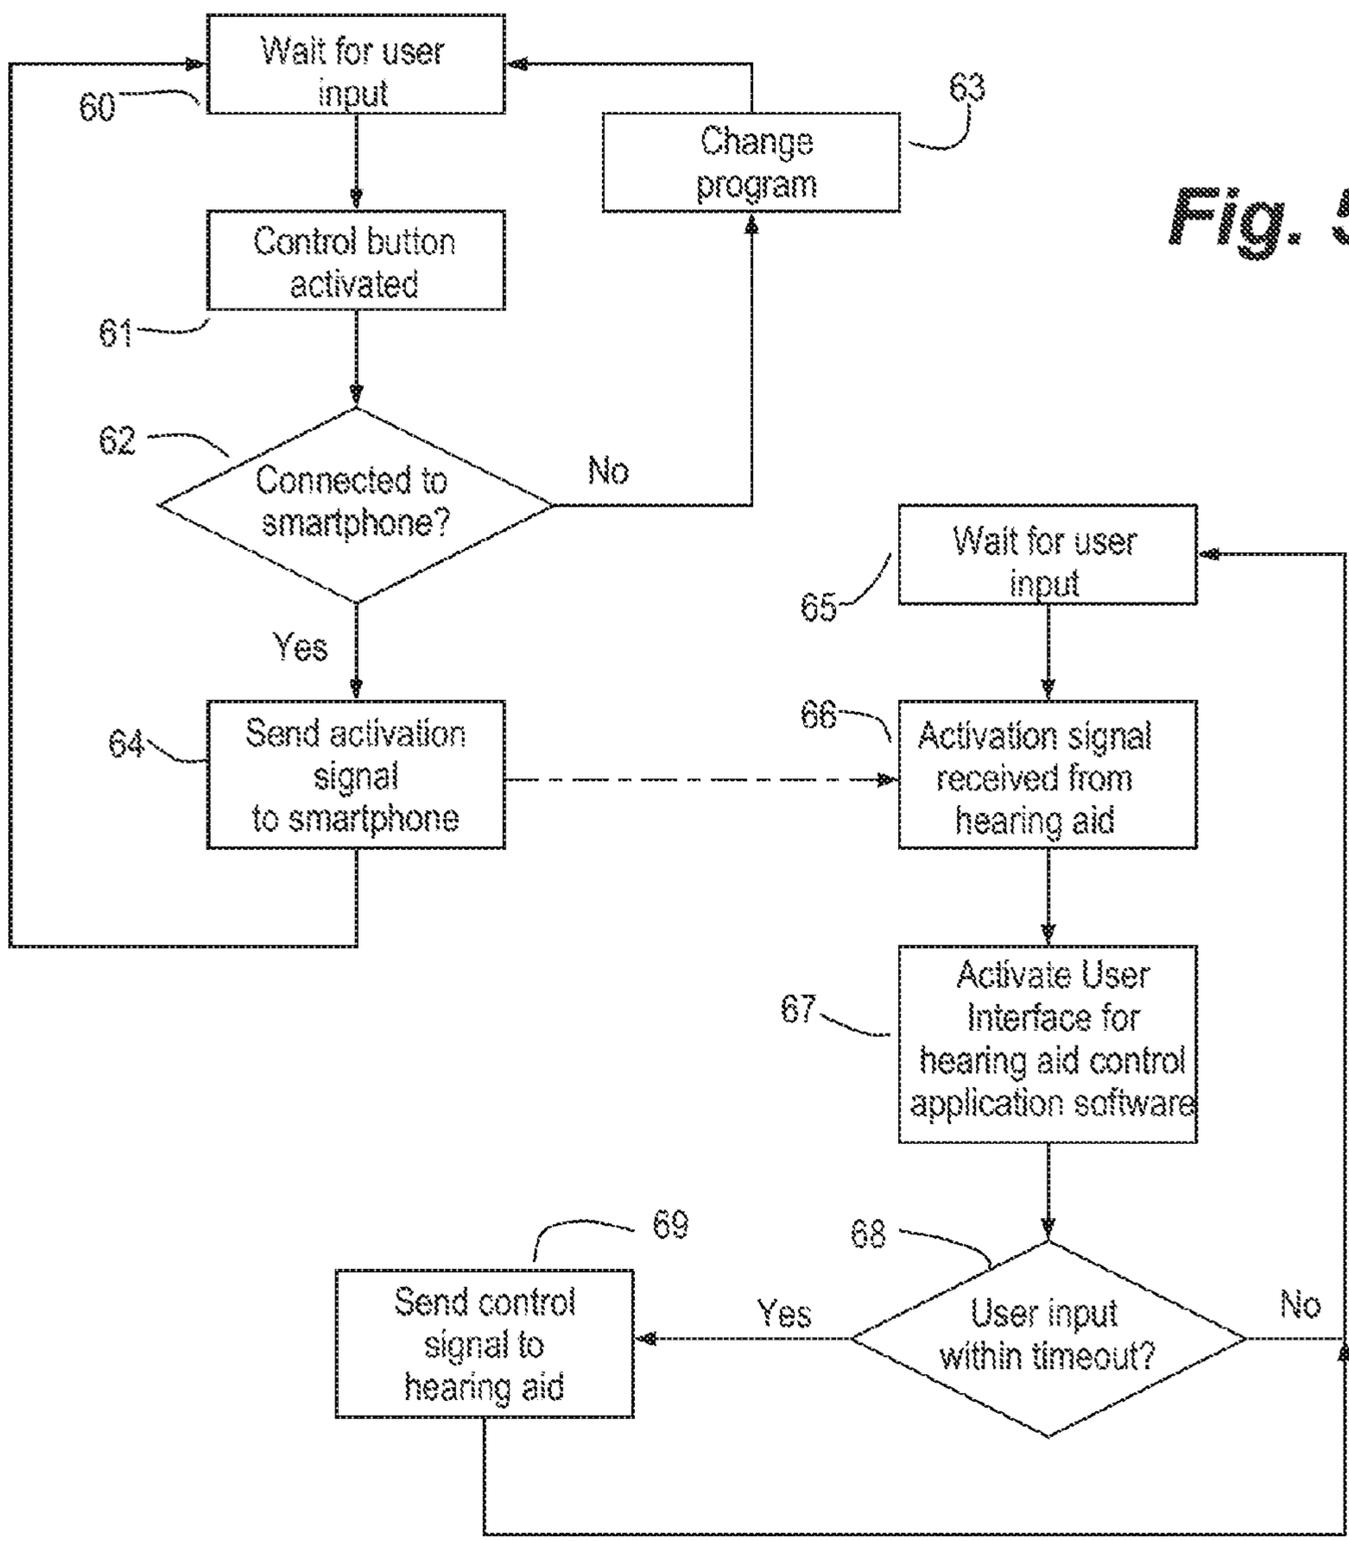 Wait for user
input
60
63
Change
program
Fig. 5
Control button
activated
61
62
Connected to
smartphone?
No
Wait for user
input
65
Yes
64
Send activation
signal
to smartphone
66
Activation signal
received from
hearing aid
67
Activate User
Interface for
hearing aid control
application software
69
68
Send control
signal to
hearing aid
Yes
User input
within timeout?
No